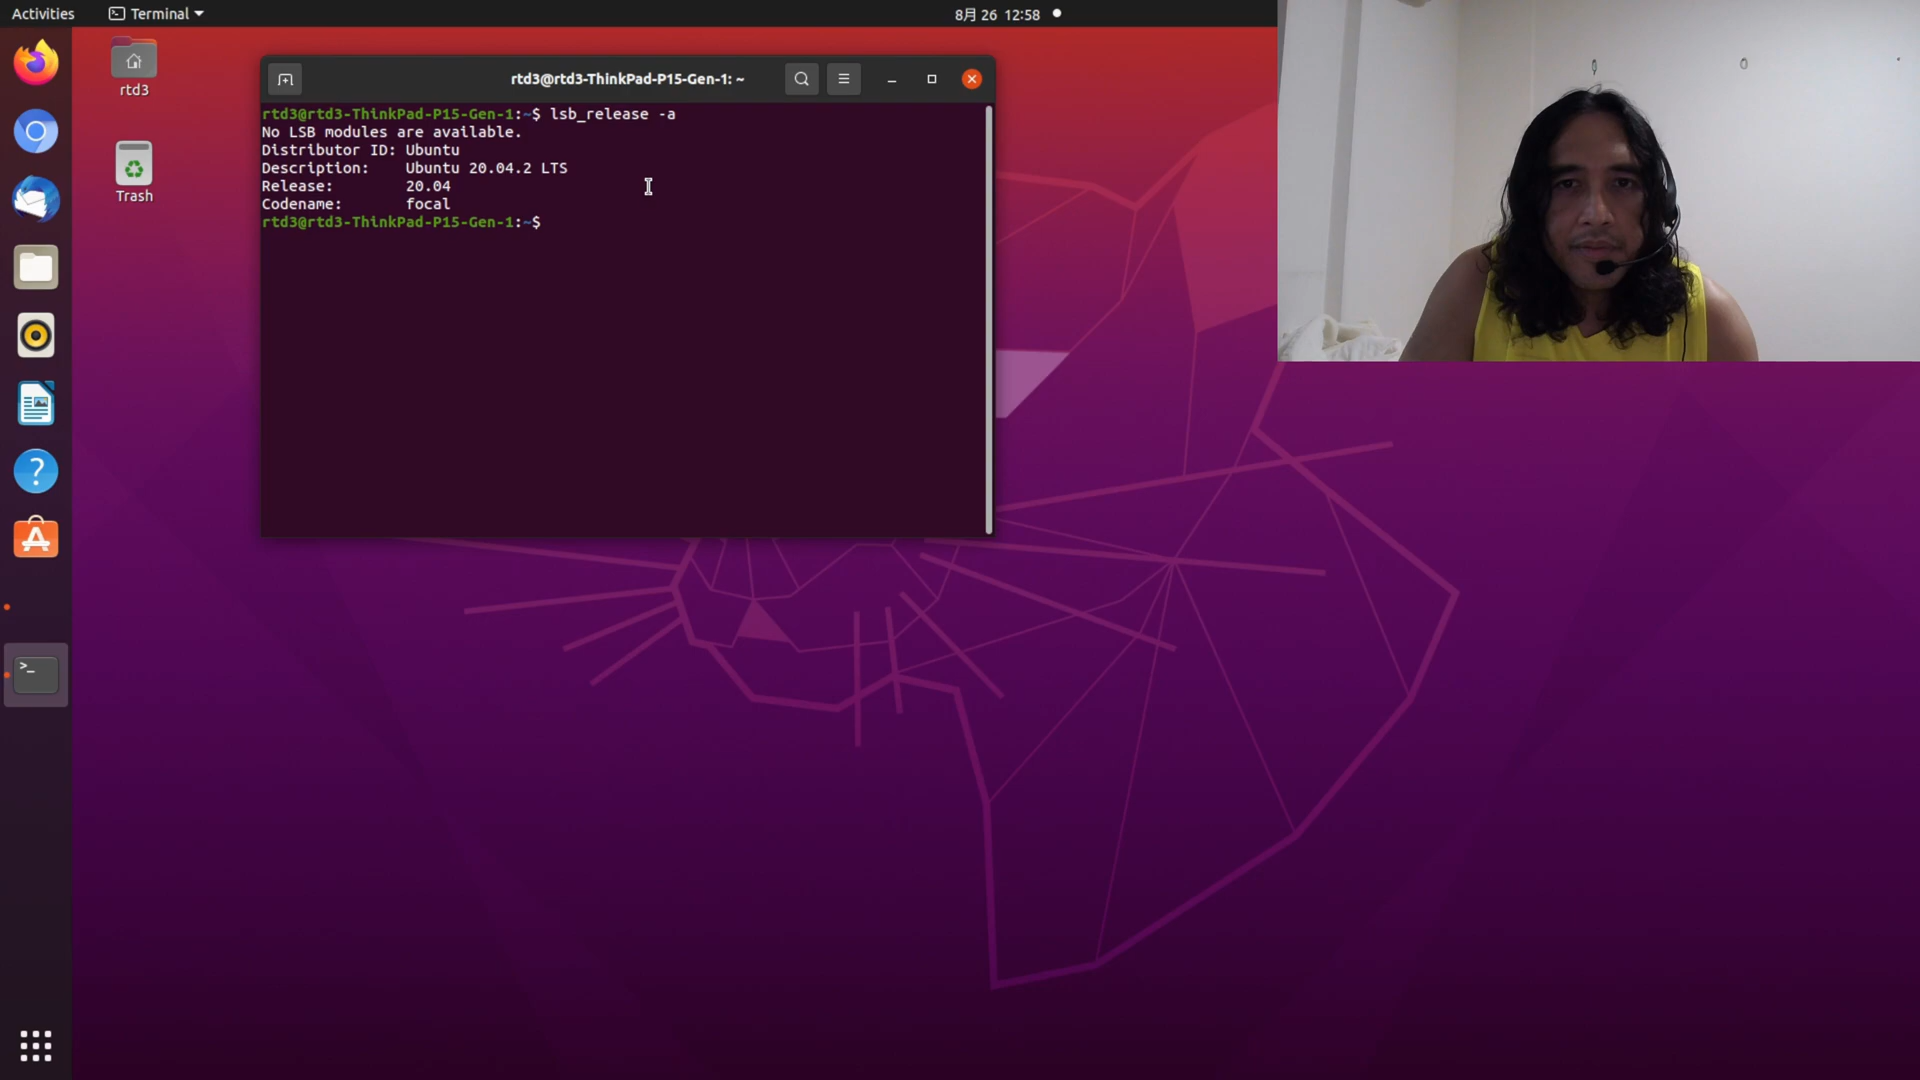 Activities
Terminal
8月 26 12:58
rtd3
Trash
rtd3@rtd3-ThinkPad-P15-Gen-1: ~
rtd3@rtd3-ThinkPad-P15-Gen-1:~$ lsb_release -a
No LSB modules are available.
Distributor ID: Ubuntu
Description:    Ubuntu 20.04.2 LTS
Release:        20.04
Codename:       focal
rtd3@rtd3-ThinkPad-P15-Gen-1:~$